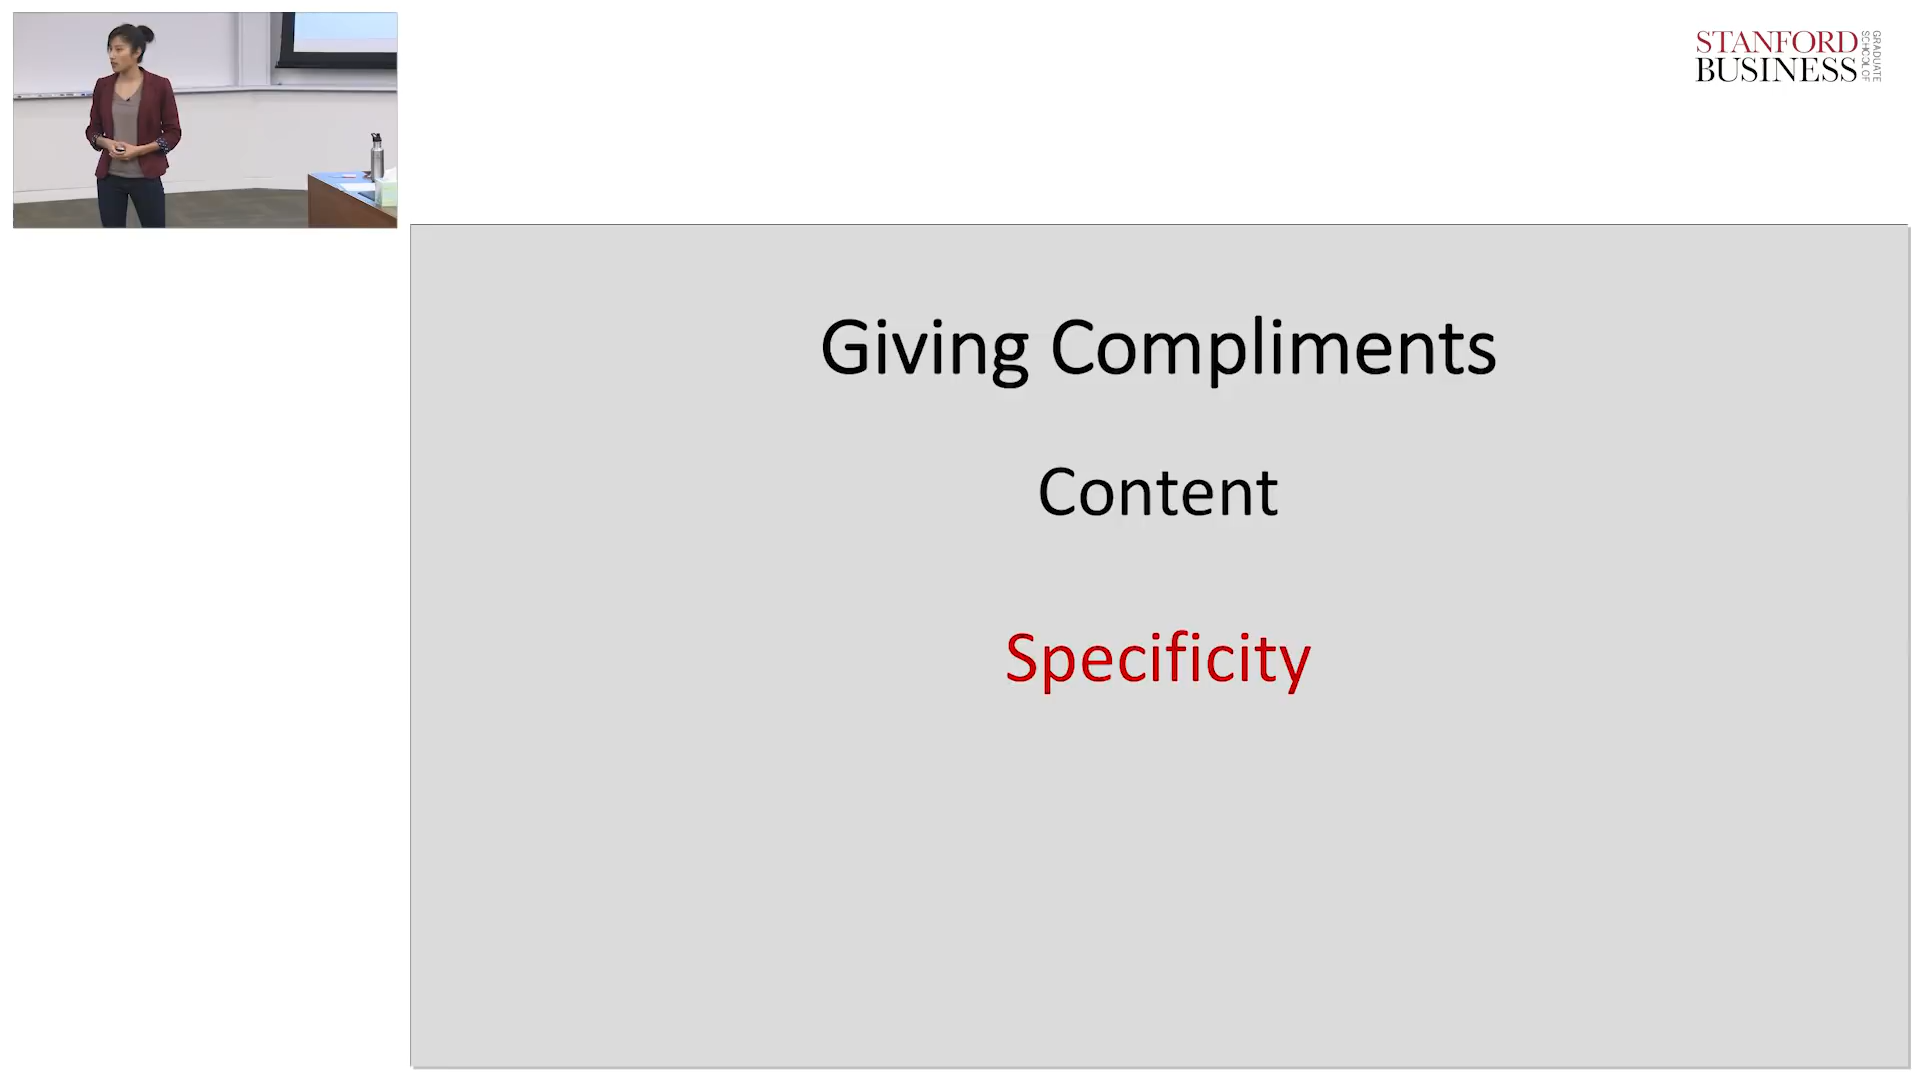 STANFORD
BUSINESS
GRADUATE
SCHOOL OF
Giving Compliments
Content
Specificity